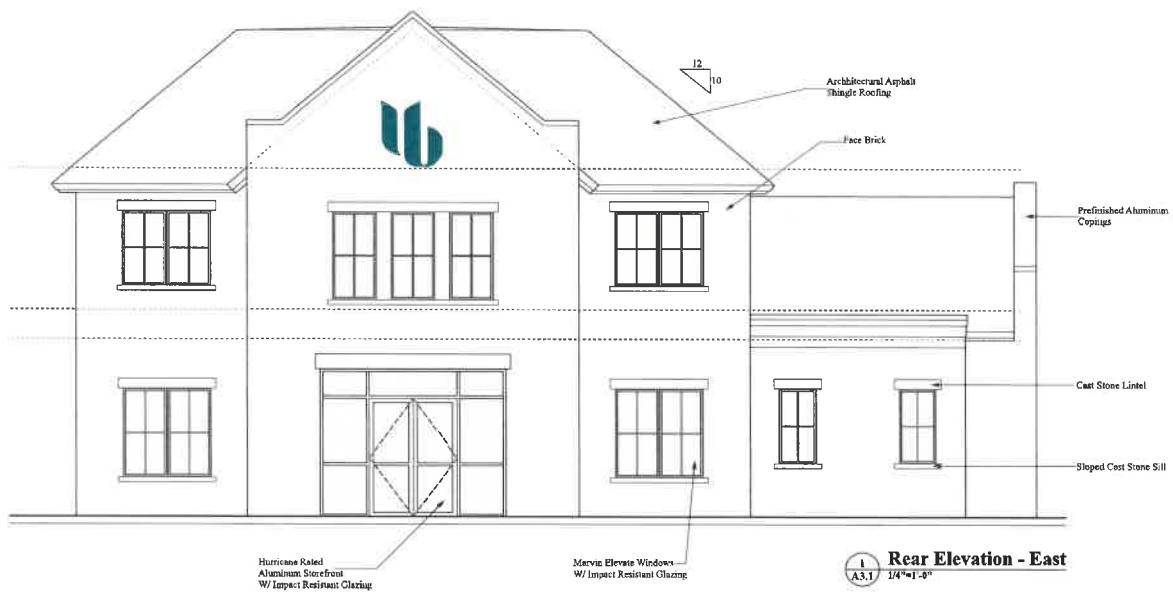 12
10
Archhitectural Asphalt
Shingle Roofing
Face Brick
Prefinished Aluminum
Copings
Cast Stone Lintel
Sloped Cast Stone Sill
Hurricane Rated
Aluminum Storefront
W/ Impact Resistant Glazing
Marvin Elevate Windows
W/ Impact Resistant Glazing
1
A3.1
Rear Elevation - East
1/4"=1'-0"